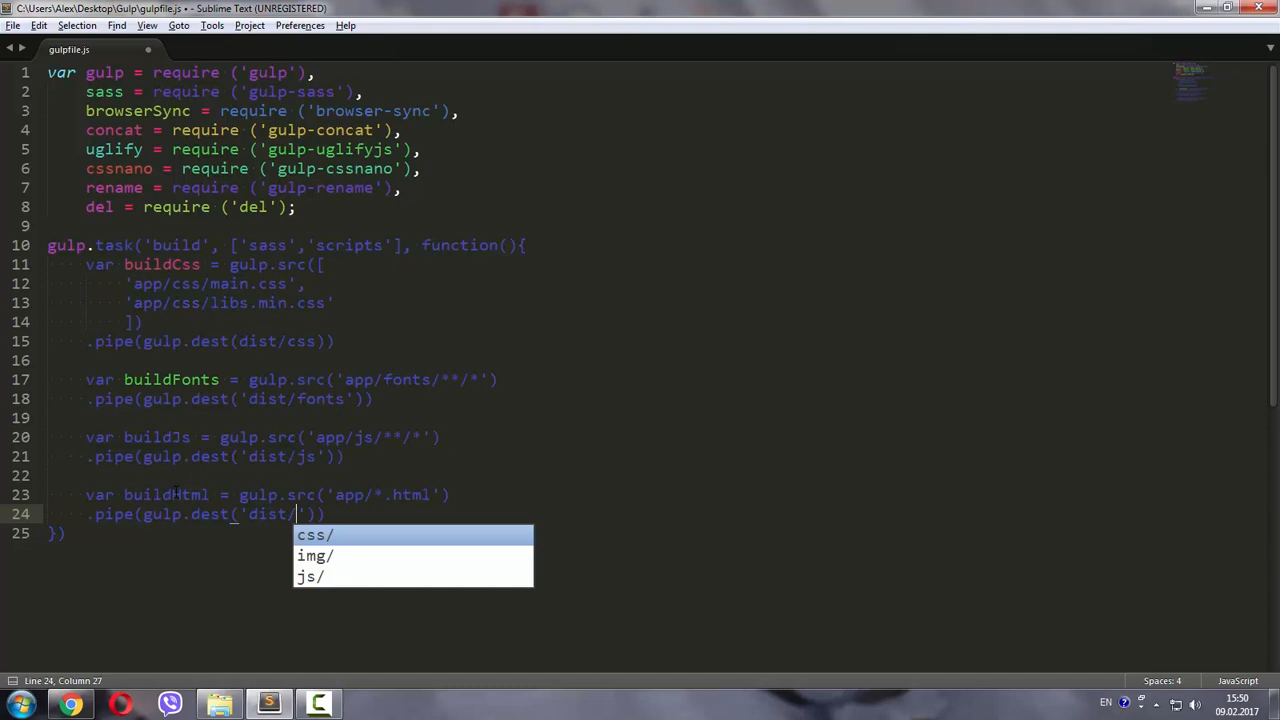 C:\Users\Alex\Desktop\Gulp\gulpfile.js • - Sublime Text (UNREGISTERED)
File Edit Selection Find View Goto Tools Project Preferences Help
gulpfile.js
1 var gulp = require ('gulp'),
2 sass = require ('gulp-sass'),
3 browserSync = require ('browser-sync'),
4 concat = require ('gulp-concat'),
5 uglify = require ('gulp-uglifyjs'),
6 cssnano = require ('gulp-cssnano'),
7 rename = require ('gulp-rename'),
8 del = require ('del');
9
10 gulp.task('build', ['sass','scripts'], function(){
11 var buildCss = gulp.src([
12 'app/css/main.css',
13 'app/css/libs.min.css'
14 ])
15 .pipe(gulp.dest(dist/css))
16
17 var buildFonts = gulp.src('app/fonts/**/*')
18 .pipe(gulp.dest('dist/fonts'))
19
20 var buildJs = gulp.src('app/js/**/*')
21 .pipe(gulp.dest('dist/js'))
22
23 var buildHtml = gulp.src('app/*.html')
24 .pipe(gulp.dest('dist/'))
25 })
css/
img/
js/
Line 24, Column 27 Spaces: 4 JavaScript
EN 15:50
09.02.2017